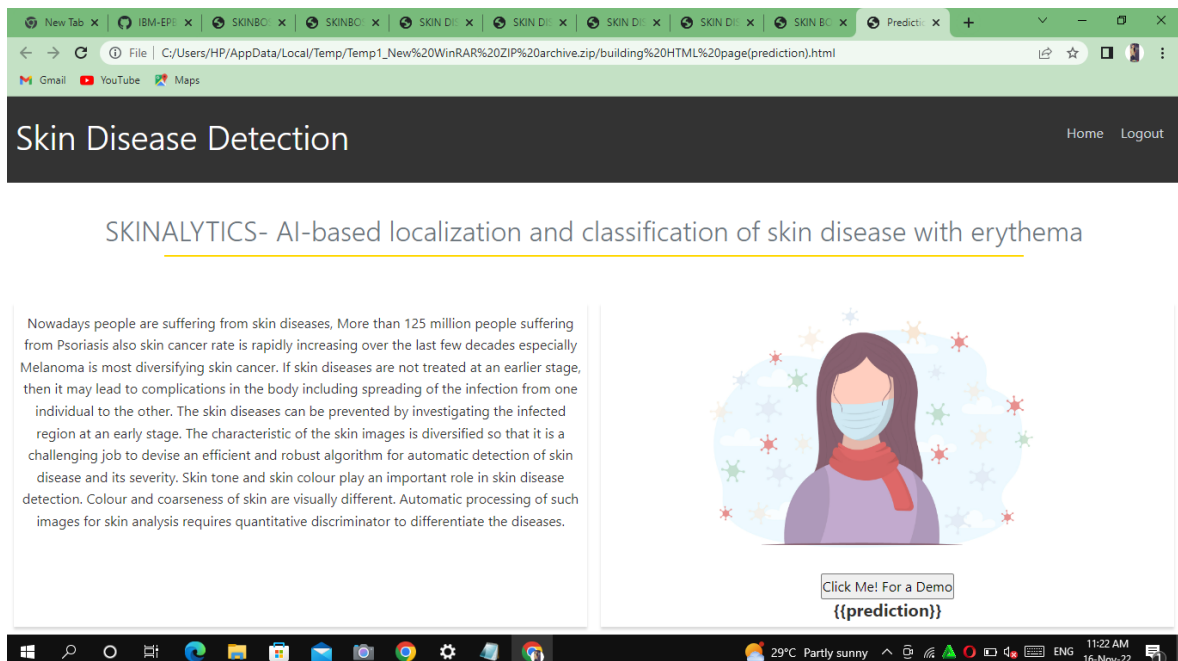 New Tab
IBM-EPB
SKINBO
SKINBO
SKIN DIS
SKIN DIS
SKIN DIS
SKIN DIS
SKIN BO
Predictic
File | C:/Users/HP/AppData/Local/Temp/Temp1_New%20WinRAR%20ZIP%20archive.zip/building%20HTML%20page(prediction).html
Gmail YouTube Maps
Skin Disease Detection
Home Logout
SKINALYTICS- AI-based localization and classification of skin disease with erythema
Nowadays people are suffering from skin diseases, More than 125 million people suffering
from Psoriasis also skin cancer rate is rapidly increasing over the last few decades especially
Melanoma is most diversifying skin cancer. If skin diseases are not treated at an earlier stage,
then it may lead to complications in the body including spreading of the infection from one
individual to the other. The skin diseases can be prevented by investigating the infected
region at an early stage. The characteristic of the skin images is diversified so that it is a
challenging job to devise an efficient and robust algorithm for automatic detection of skin
disease and its severity. Skin tone and skin colour play an important role in skin disease
detection. Colour and coarseness of skin are visually different. Automatic processing of such
images for skin analysis requires quantitative discriminator to differentiate the diseases.
Click Me! For a Demo
{{prediction}}
29°C Partly sunny
ENG
11:22 AM
16-Nov-22